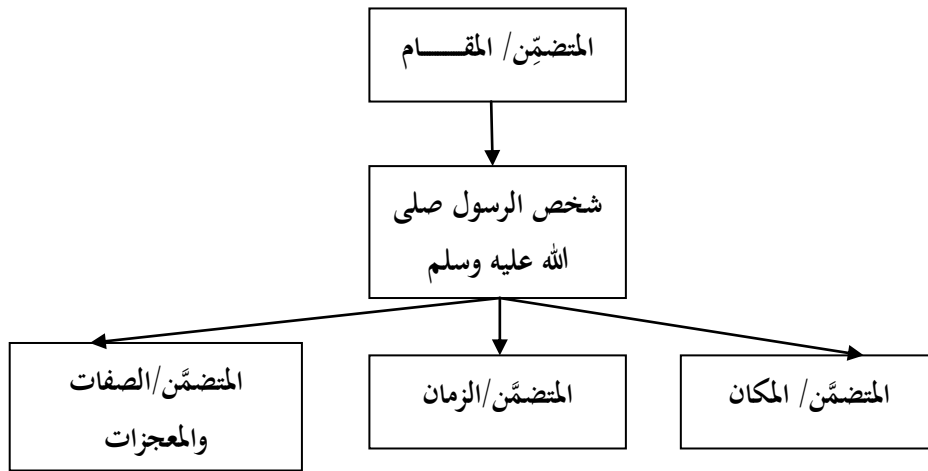 المتضمِّن/ المقـــــام
شخص الرسول صلى
الله عليه وسلم
المتضمَّن/ المكان
المتضمَّن/الزمان
المتضمَّن/الصفات
والمعجزات